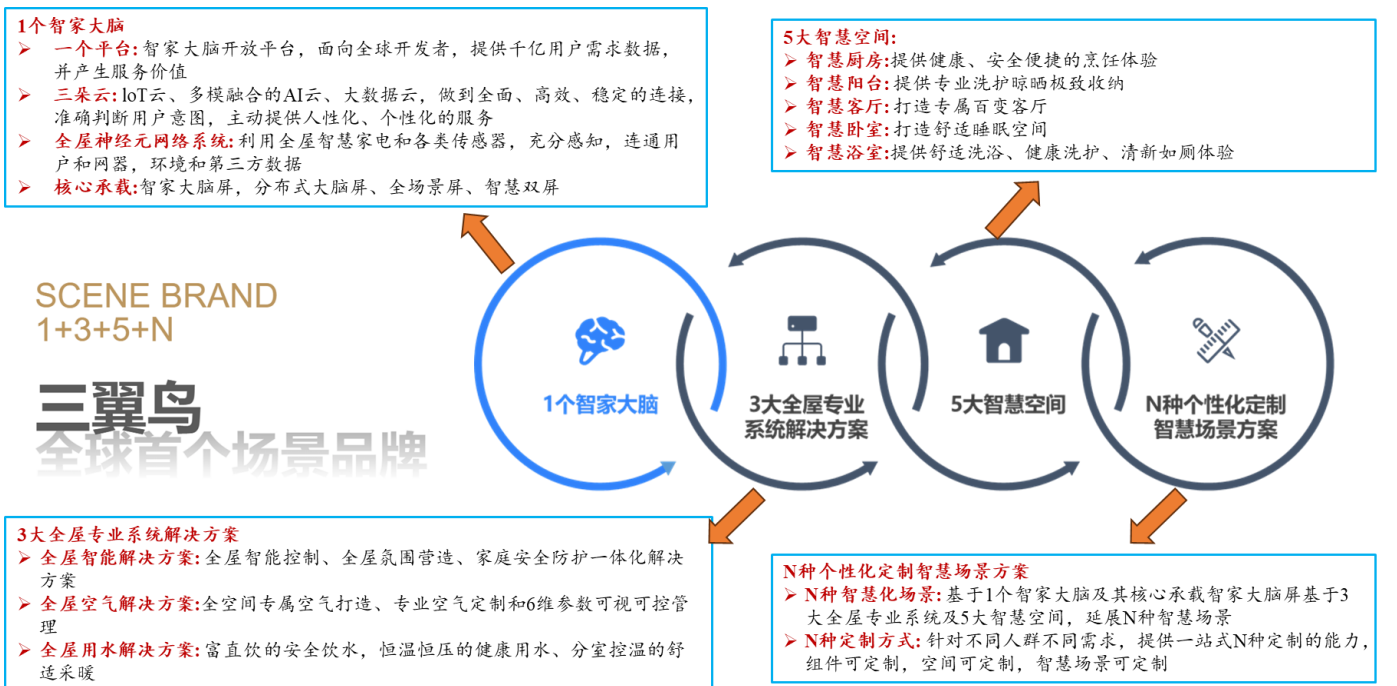 1个智家大脑
➢ 一个平台:智家大脑开放平台，面向全球开发者，提供千亿用户需求数据，
并产生服务价值
➢ 三朵云:loT云、多模融合的AI云、大数据云，做到全面、高效、稳定的连接，
准确判断用户意图，主动提供人性化、个性化的服务
➢ 全屋神经元网络系统:利用全屋智慧家电和各类传感器，充分感知，连通用
户和网器，环境和第三方数据
➢ 核心承载:智家大脑屏，分布式大脑屏、全场景屏、智慧双屏
5大智慧空间:
➢ 智慧厨房:提供健康、安全便捷的烹饪体验
➢ 智慧阳台:提供专业洗护晾晒极致收纳
➢ 智慧客厅:打造专属百变客厅
➢ 智慧卧室:打造舒适睡眠空间
➢ 智慧浴室:提供舒适洗浴、健康洗护、清新如厕体验
SCENE BRAND
1+3+5+N
三翼鸟
全球首个场景品牌
1个智家大脑
3大全屋专业
系统解决方案
5大智慧空间
N种个性化定制
智慧场景方案
3大全屋专业系统解决方案
➢ 全屋智能解决方案:全屋智能控制、全屋氛围营造、家庭安全防护一体化解决
方案
➢ 全屋空气解决方案:全空间专属空气打造、专业空气定制和6维参数可视可控管
理
➢ 全屋用水解决方案:富直饮的安全饮水，恒温恒压的健康用水、分室控温的舒
适采暖
N种个性化定制智慧场景方案
➢ N种智慧化场景:基于1个智家大脑及其核心承载智家大脑屏基于3
大全屋专业系统及5大智慧空间，延展N种智慧场景
➢ N种定制方式:针对不同人群不同需求，提供一站式N种定制的能力，
组件可定制，空间可定制，智慧场景可定制